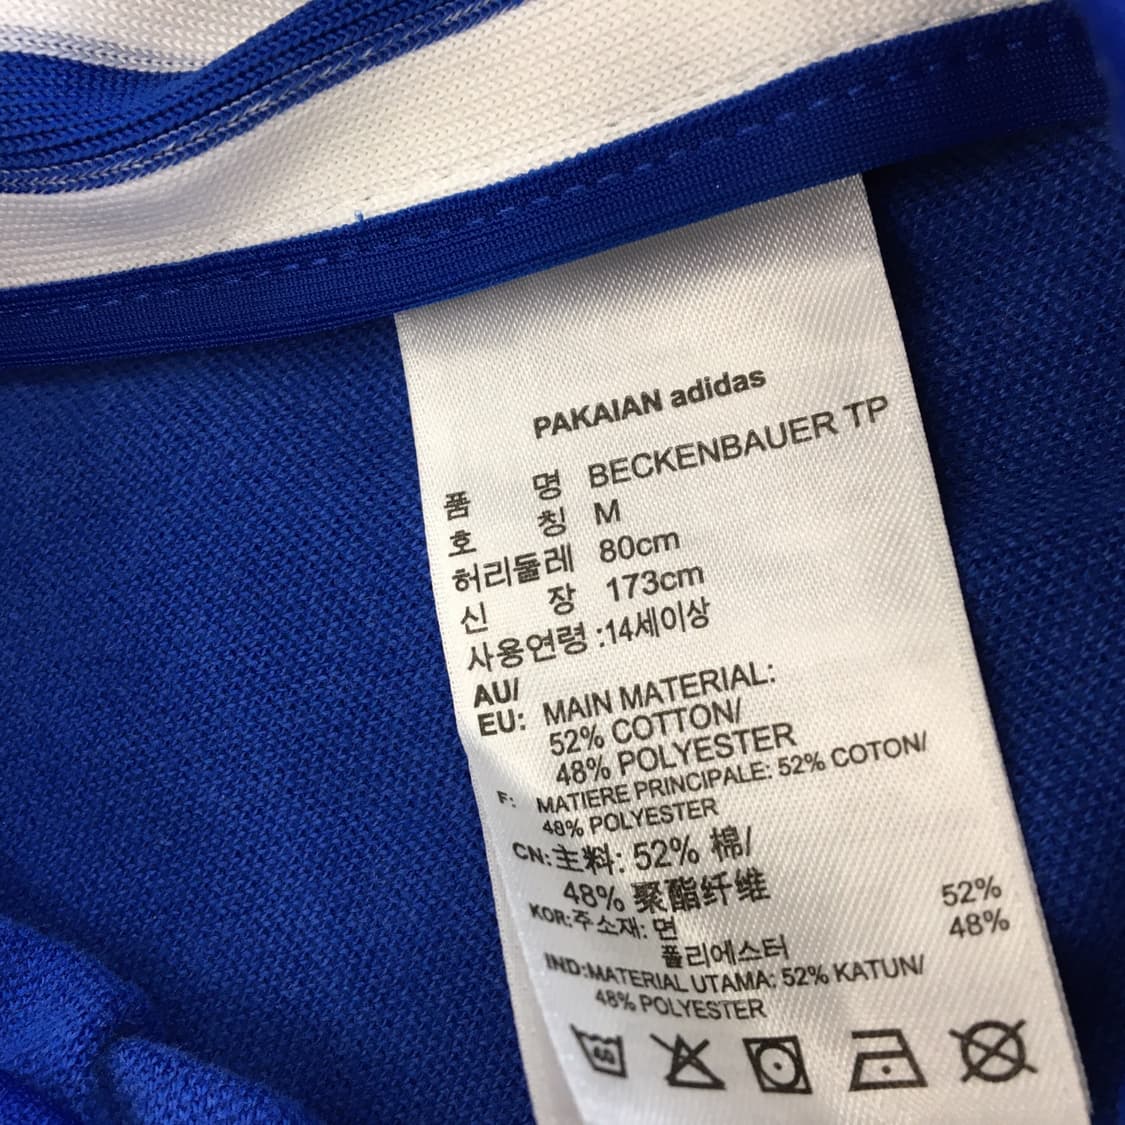 PAKAIAN adidas
품 명 BECKENBAUER TP
호 칭 M
허리둘레 80cm
신 장 173cm
사용연령 :14세이상
AU/
EU: MAIN MATERIAL:
52% COTTON/
48% POLYESTER
F: MATIERE PRINCIPALE: 52% COTON/
48% POLYESTER
CN:主料: 52% 棉/
48% 聚酯纤维
KOR:주소재: 면 52%
폴리에스터 48%
IND:MATERIAL UTAMA: 52% KATUN/
48% POLYESTER
40